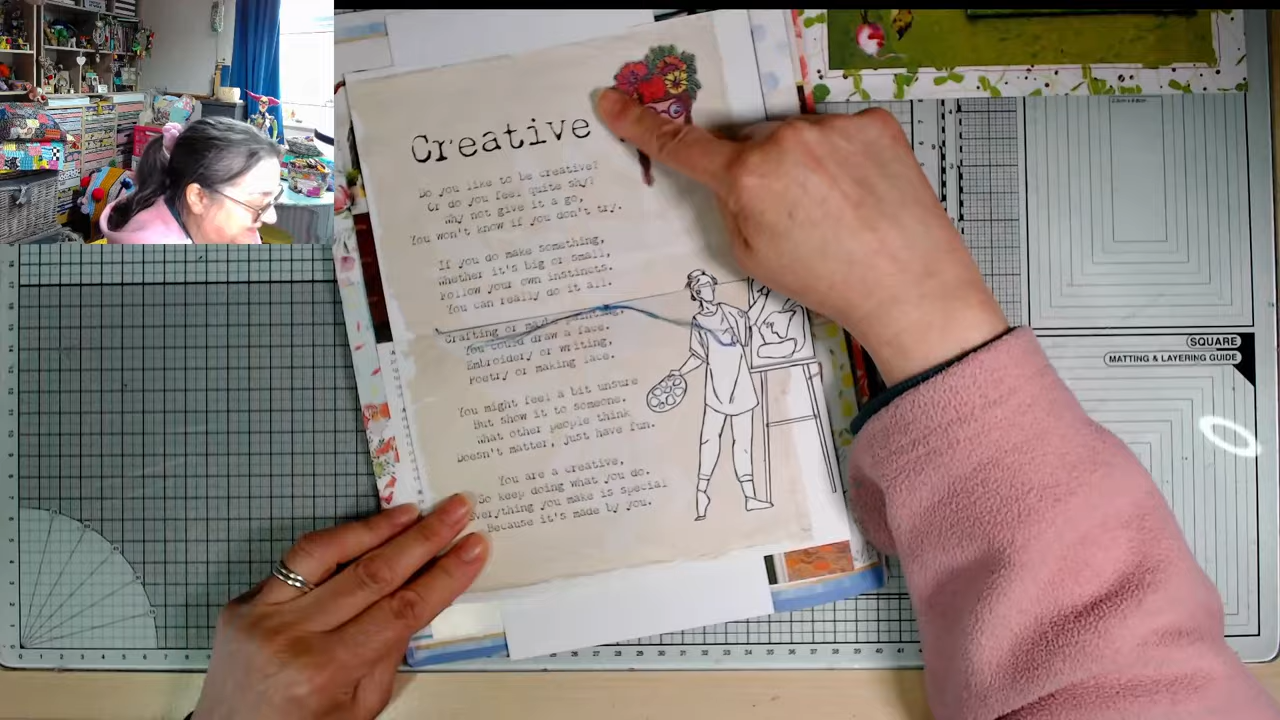 Creative
Do you like to be creative?
Or do you feel quite shy?
Why not give it a go,
You won't know if you don't try.
If you do make something,
Whether it's big or small,
Follow your own instincts.
You can really do it all.
Crafting or maybe painting.
You could draw a face.
Embroidery or writing,
Poetry or making lace.
You might feel a bit unsure
But show it to someone.
What other people think
Doesn't matter, just have fun.
You are a creative,
So keep doing what you do.
Everything you make is special
Because it's made by you.
SQUARE
MATTING & LAYERING GUIDE